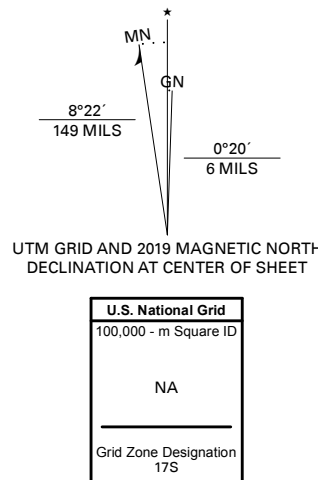 ★
MN
GN
8°22´
149 MILS
0°20´
6 MILS
UTM GRID AND 2019 MAGNETIC NORTH
DECLINATION AT CENTER OF SHEET
U.S. National Grid
100,000 - m Square ID
NA
Grid Zone Designation
17S